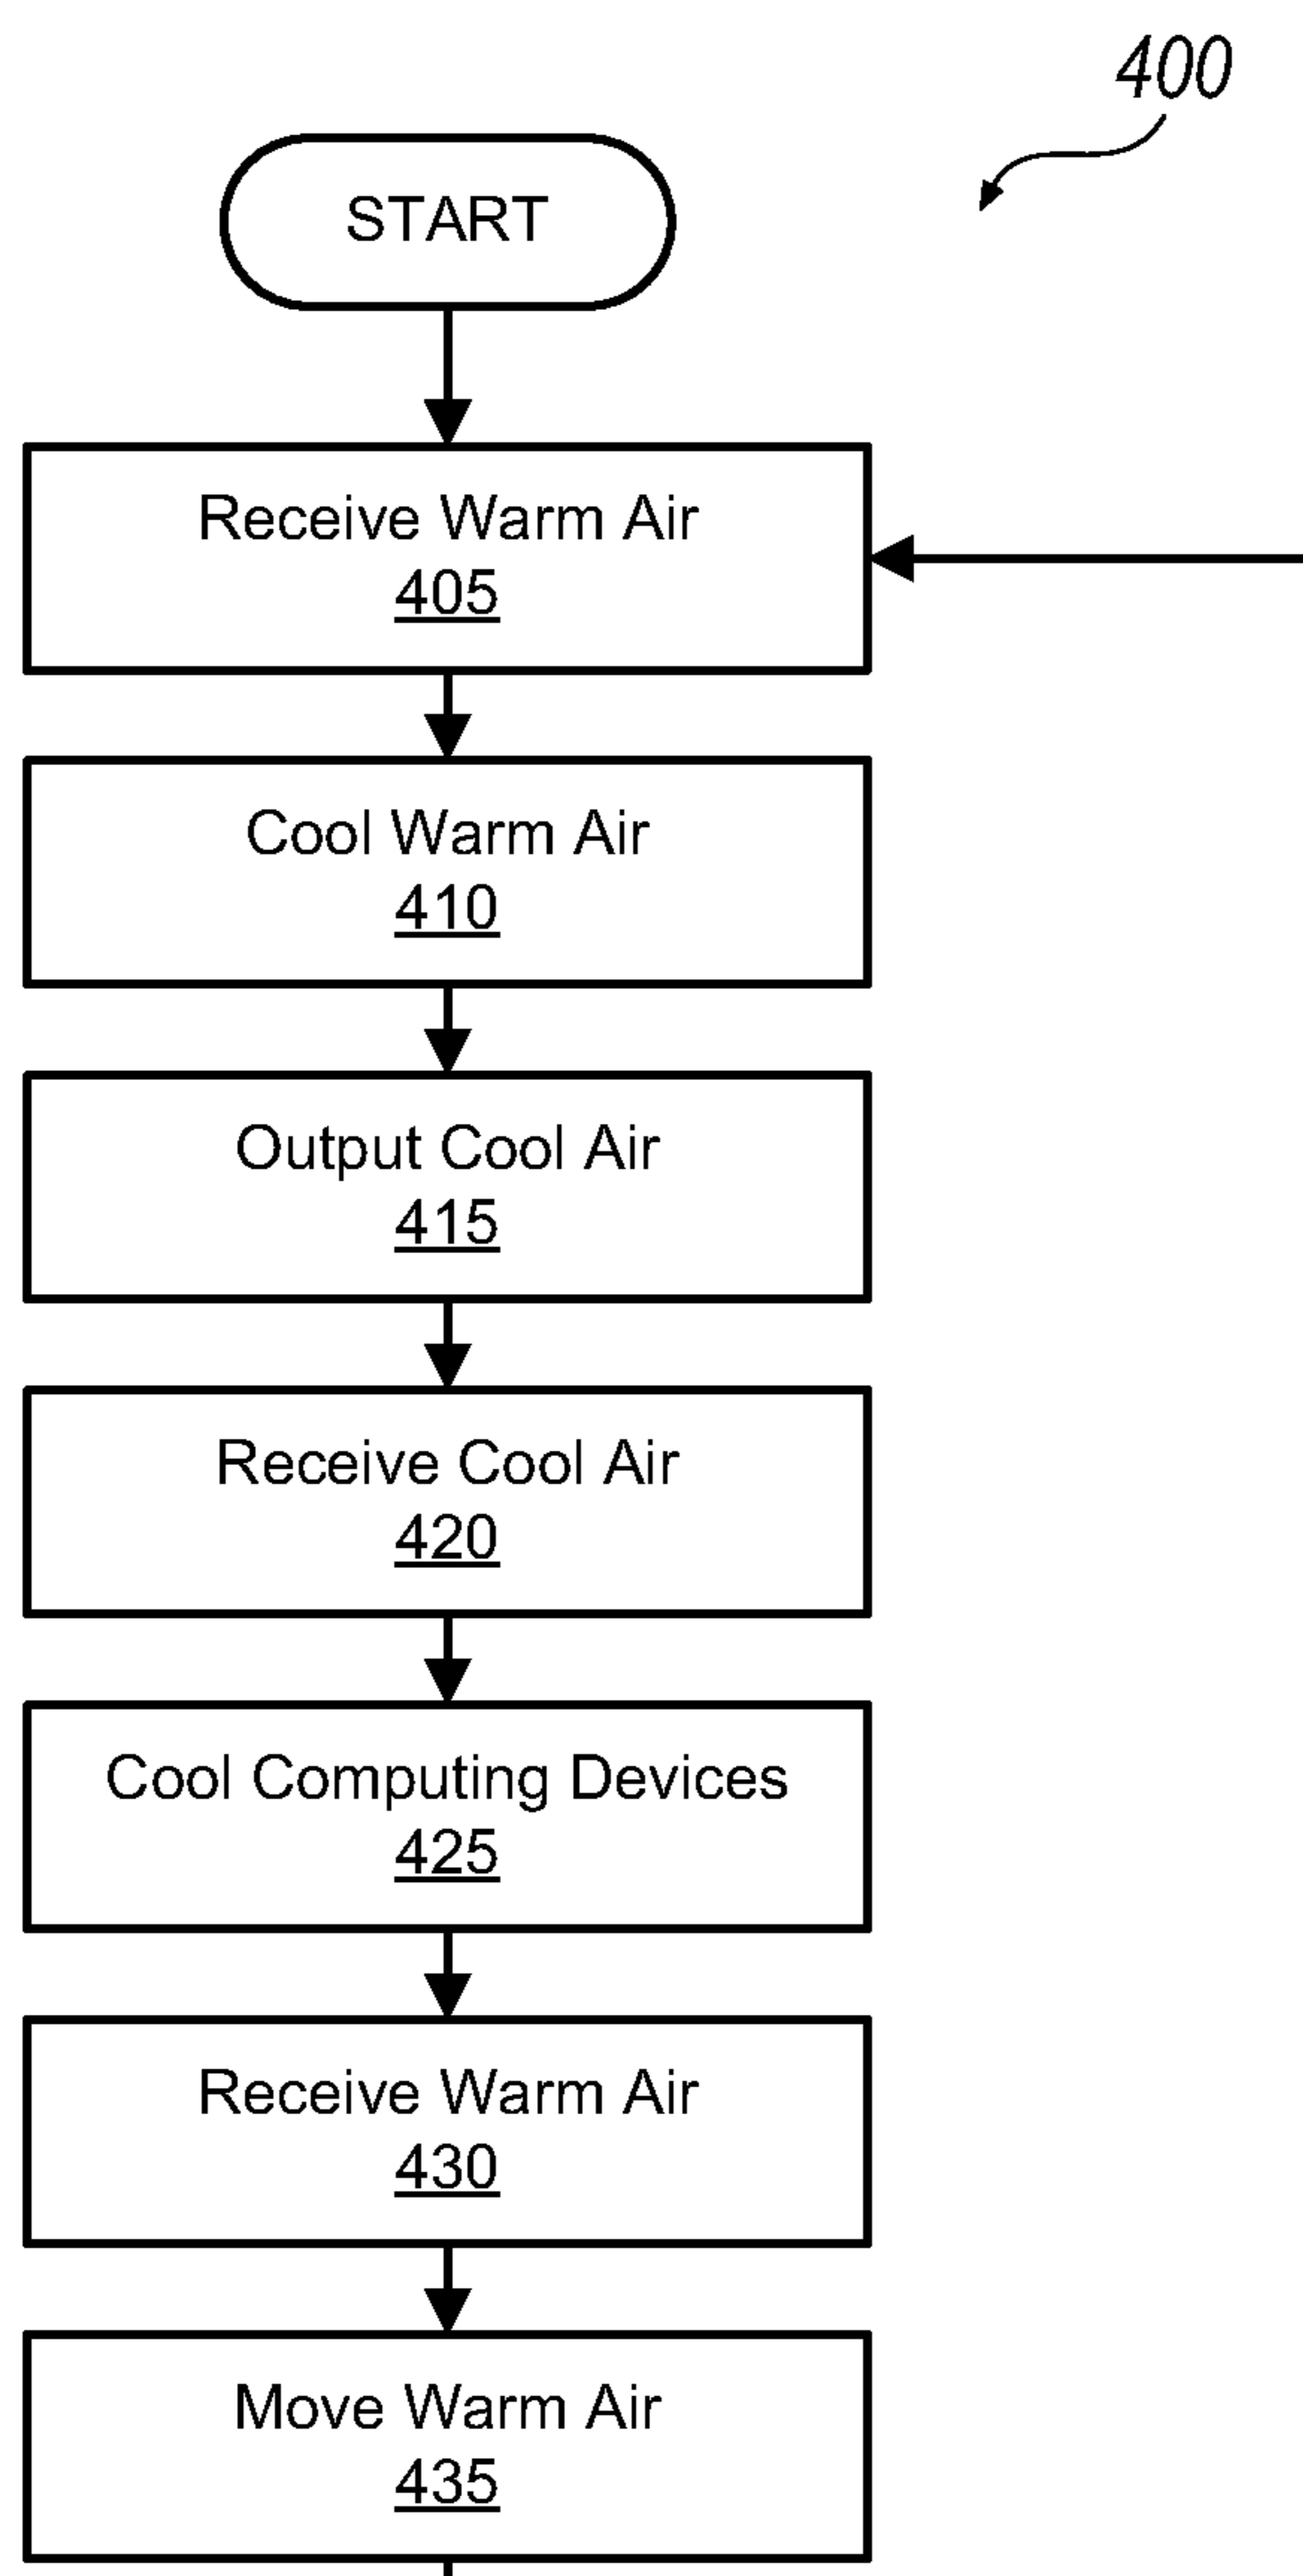 400
START
Receive Warm Air
405
Cool Warm Air
410
Output Cool Air
415
Receive Cool Air
420
Cool Computing Devices
425
Receive Warm Air
430
Move Warm Air
435